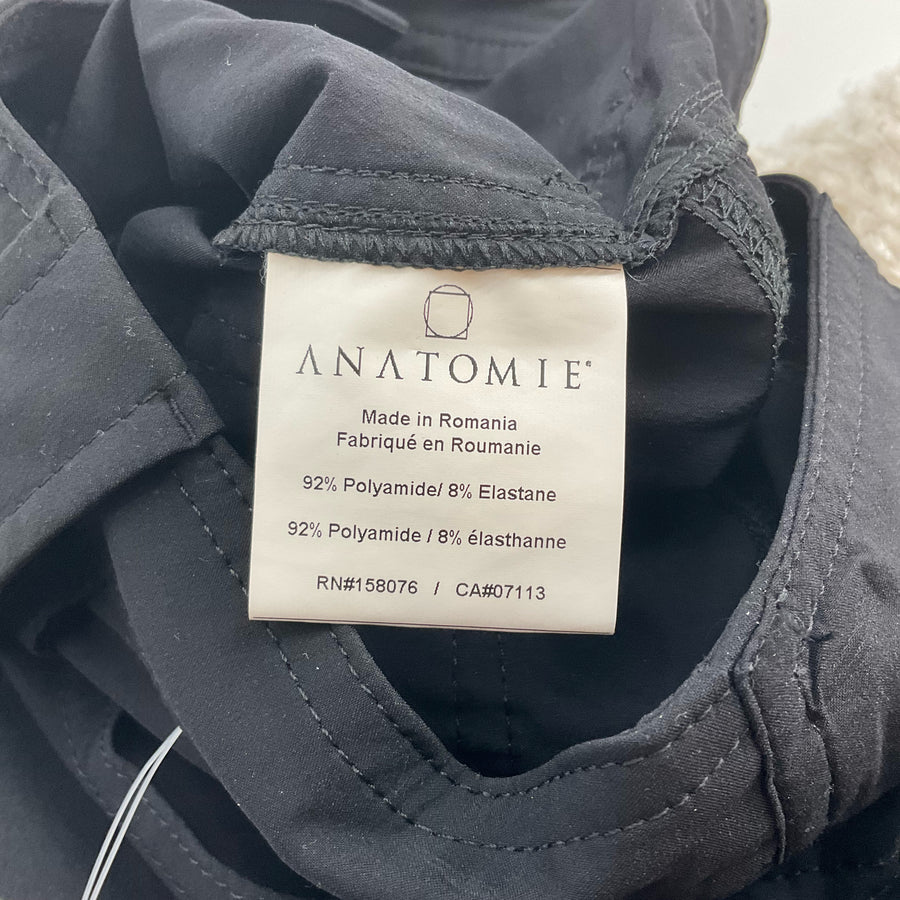 ANATOMIE®
Made in Romania
Fabriqué en Roumanie
92% Polyamide/ 8% Elastane
92% Polyamide / 8% élasthanne
RN#158076 / CA#07113